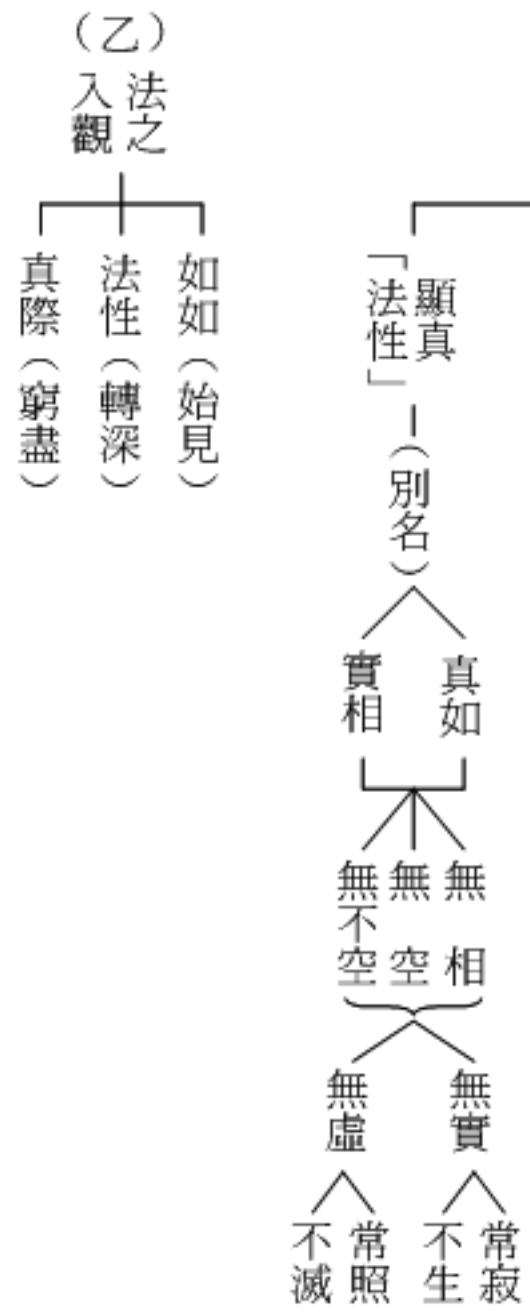 顯真
「法性」
（別名）
真如
實相
無相
無空
無不空
無實
無虛
常寂
不生
常照
不滅
（乙）
法之
入觀
如如（始見）
法性（轉深）
真際（窮盡）